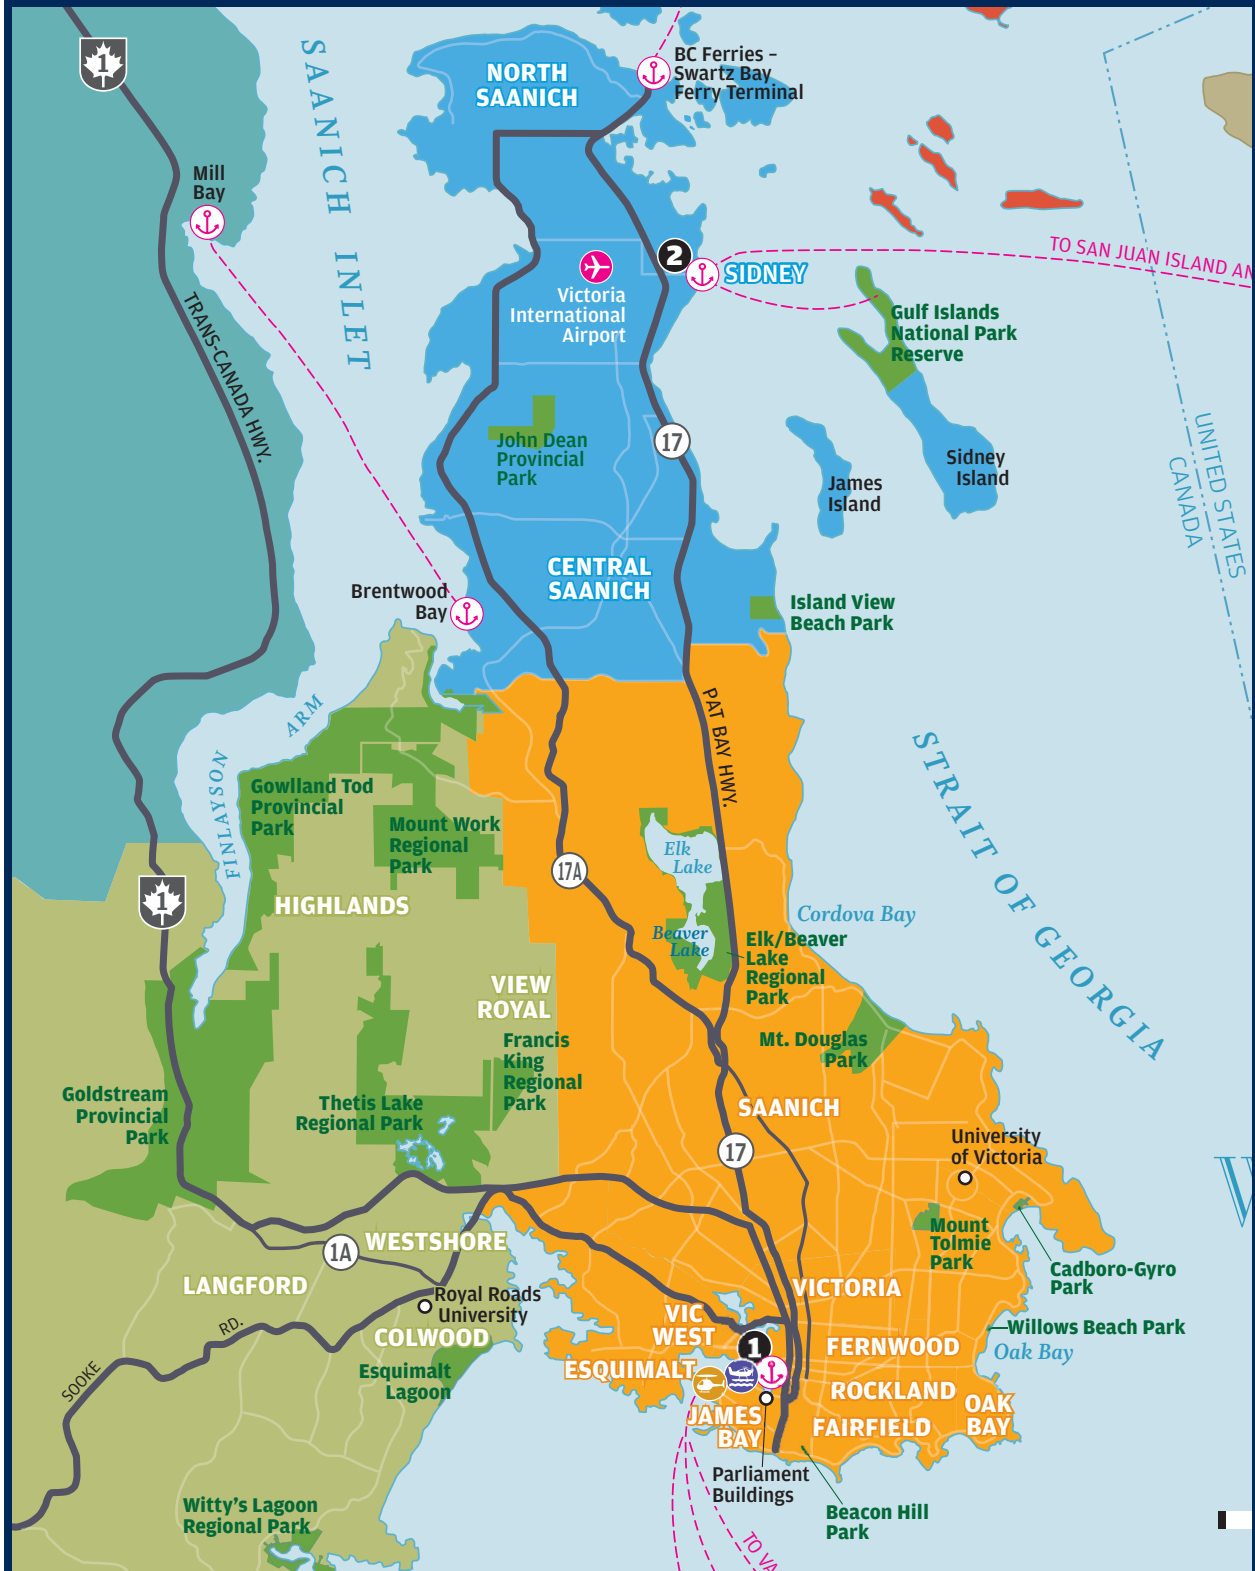 1
SAANICH INLET
NORTH
SAANICH
BC Ferries –
Swartz Bay
Ferry Terminal
Mill
Bay
2
SIDNEY
TO SAN JUAN ISLAND
Victoria
International
Airport
Gulf Islands
National Park
Reserve
TRANS-CANADA HWY.
John Dean
Provincial
Park
17
Sidney
Island
James
Island
UNITED STATES
CANADA
CENTRAL
SAANICH
Brentwood
Bay
Island View
Beach Park
ARM
FINLAYSON
PAT BAY HWY.
STRAIT OF GEORGIA
Gowlland Tod
Provincial
Park
Mount Work
Regional
Park
Elk
Lake
17A
1
HIGHLANDS
Cordova Bay
Beaver
Lake
Elk/Beaver
Lake
Regional
Park
VIEW
ROYAL
Francis
King
Regional
Park
Mt. Douglas
Park
Goldstream
Provincial
Park
Thetis Lake
Regional Park
SAANICH
17
University
of Victoria
Mount
Tolmie
Park
Cadboro-Gyro
Park
WESTSHORE
1A
LANGFORD
Royal Roads
University
VICTORIA
VIC
WEST
RD.
COLWOOD
Willows Beach Park
Oak Bay
FERNWOOD
1
ESQUIMALT
Esquimalt
Lagoon
SOOKE
ROCKLAND
OAK
BAY
JAMES
BAY
FAIRFIELD
Parliament
Buildings
Beacon Hill
Park
Witty's Lagoon
Regional Park